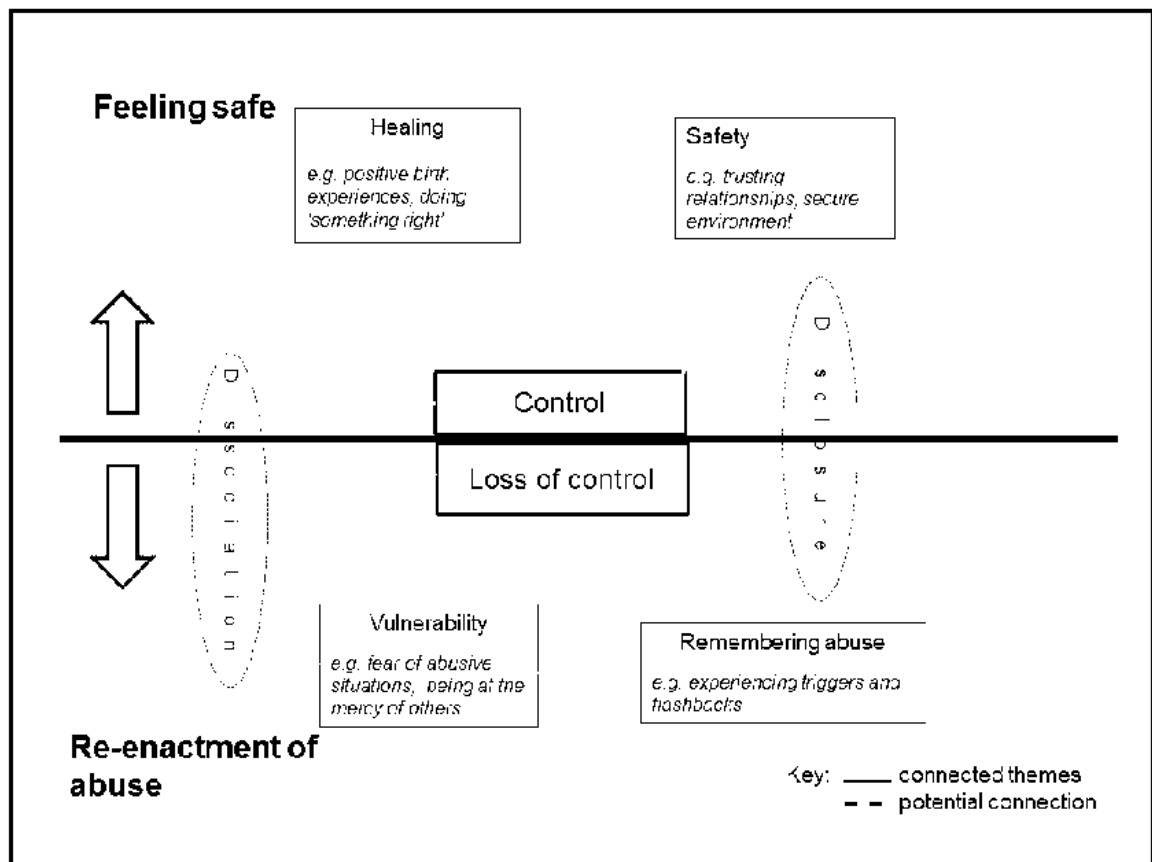 Feeling safe
Healing
e.g. positive birth
experiences, doing
'something right'
Safety
e.g. trusting
relationships, secure
environment
Dissociation
Disclosure
Control
Loss of control
Vulnerability
e.g. fear of abusive
situations, being at the
mercy of others
Remembering abuse
e.g. experiencing triggers and
flashbacks
Re-enactment of
abuse
Key: connected themes
potential connection